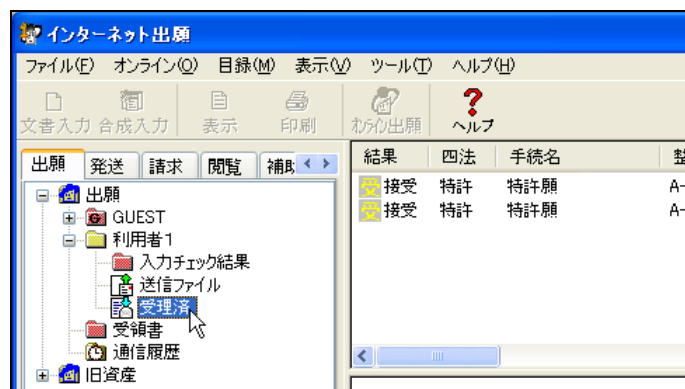 インターネット出願
ファイル(F) オンライン(O) 目録(M) 表示(V) ツール(T) ヘルプ(H)
文書入力 合成入力 表示 印刷 オンライン出願 ヘルプ
出願 発送 請求 閲覧 補助
出願
GUEST
利用者1
入力チェック結果
送信ファイル
受理済
受領書
通信履歴
旧資産
結果 四法 手続名 整
受 接受 特許 特許願 A-
受 接受 特許 特許願 A-